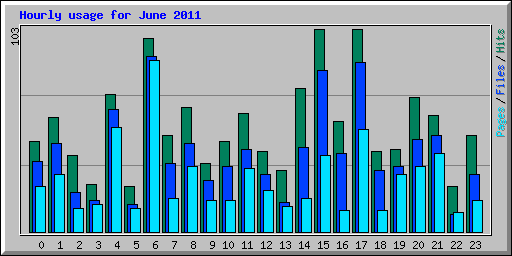 Hourly usage for June 2011
103
Pages / Files / Hits
0 1 2 3 4 5 6 7 8 9 10 11 12 13 14 15 16 17 18 19 20 21 22 23